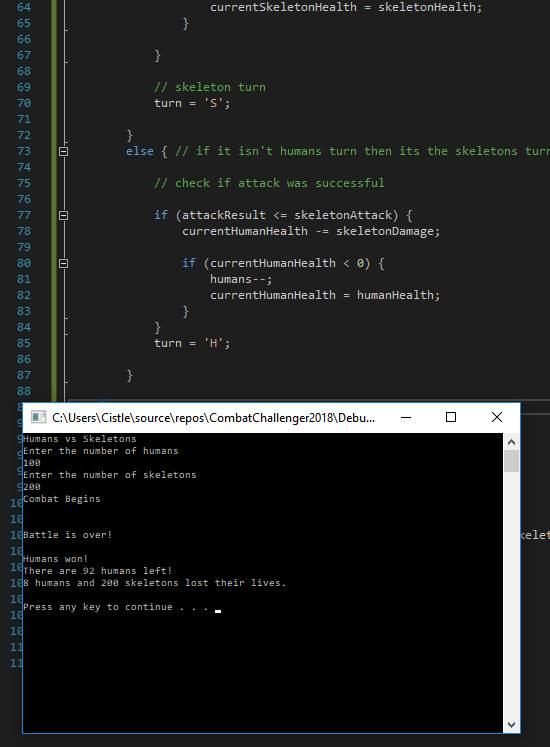 64 currentSkeletonHealth = skeletonHealth;
65 }
66
67 }
68
69 // skeleton turn
70 turn = 'S';
71
72 }
73 else { // if it isn't humans turn then its the skeletons turn
74
75 // check if attack was successful
76
77 if (attackResult <= skeletonAttack) {
78 currentHumanHealth -= skeletonDamage;
79
80 if (currentHumanHealth < 0) {
81 humans--;
82 currentHumanHealth = humanHealth;
83 }
84 }
85 turn = 'H';
86
87 }
88
C:\Users\Cistle\source\repos\CombatChallenger2018\Debu...
Humans vs Skeletons
Enter the number of humans
100
Enter the number of skeletons
200
Combat Begins
Battle is over!
Humans won!
There are 92 humans left!
8 humans and 200 skeletons lost their lives.
Press any key to continue . . .